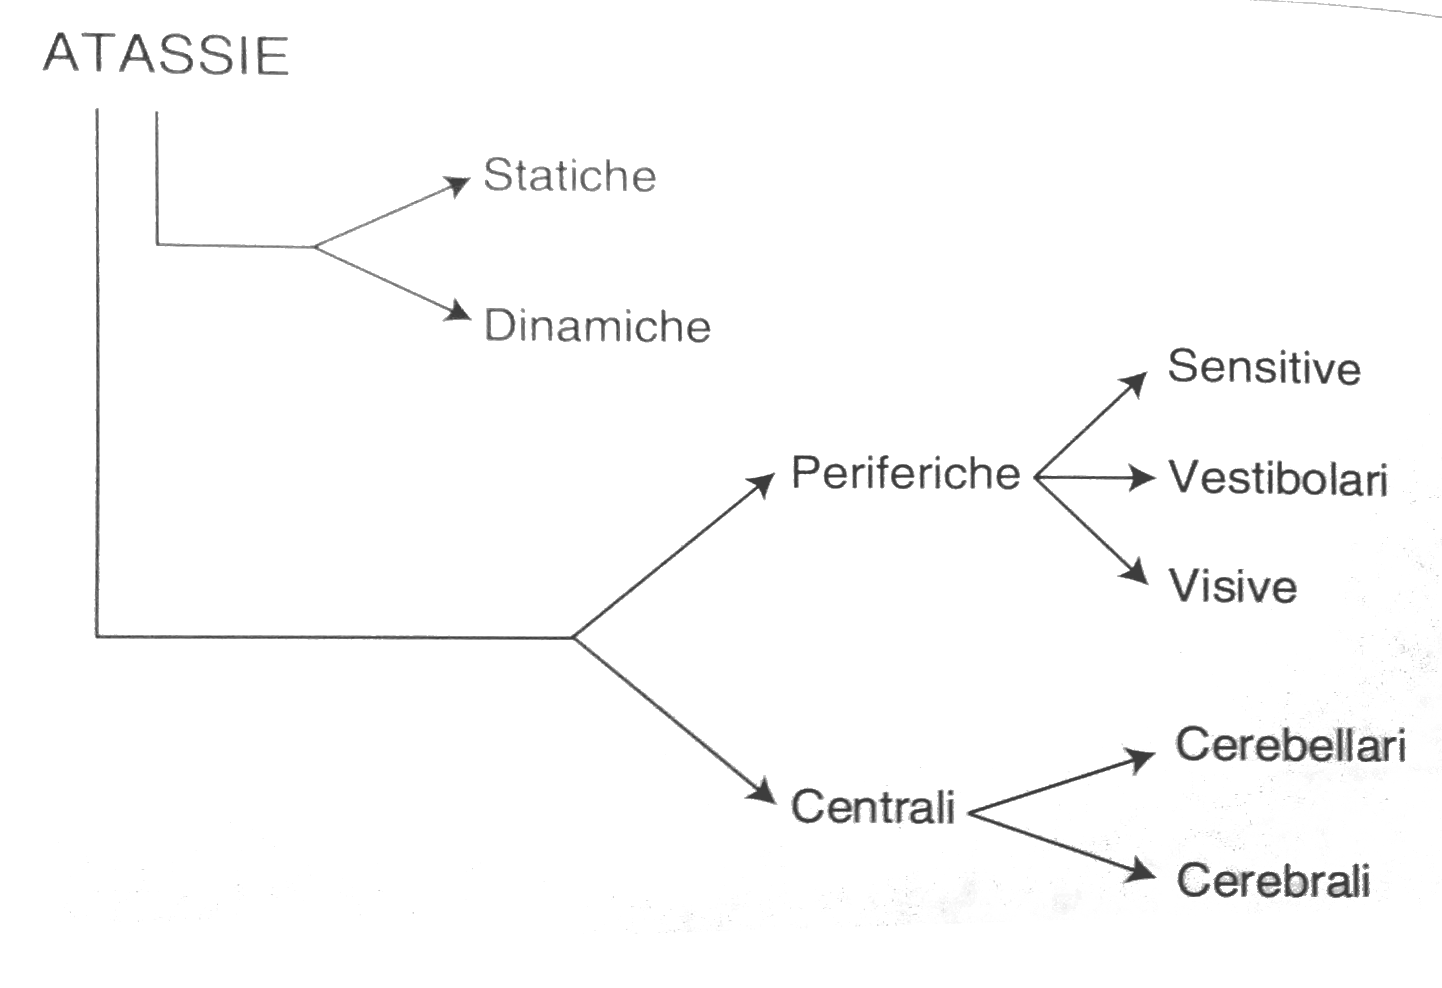 ATASSIE
Statiche
Dinamiche
Sensitive
Periferiche
Vestibolari
Visive
Cerebellari
Centrali
Cerebrali